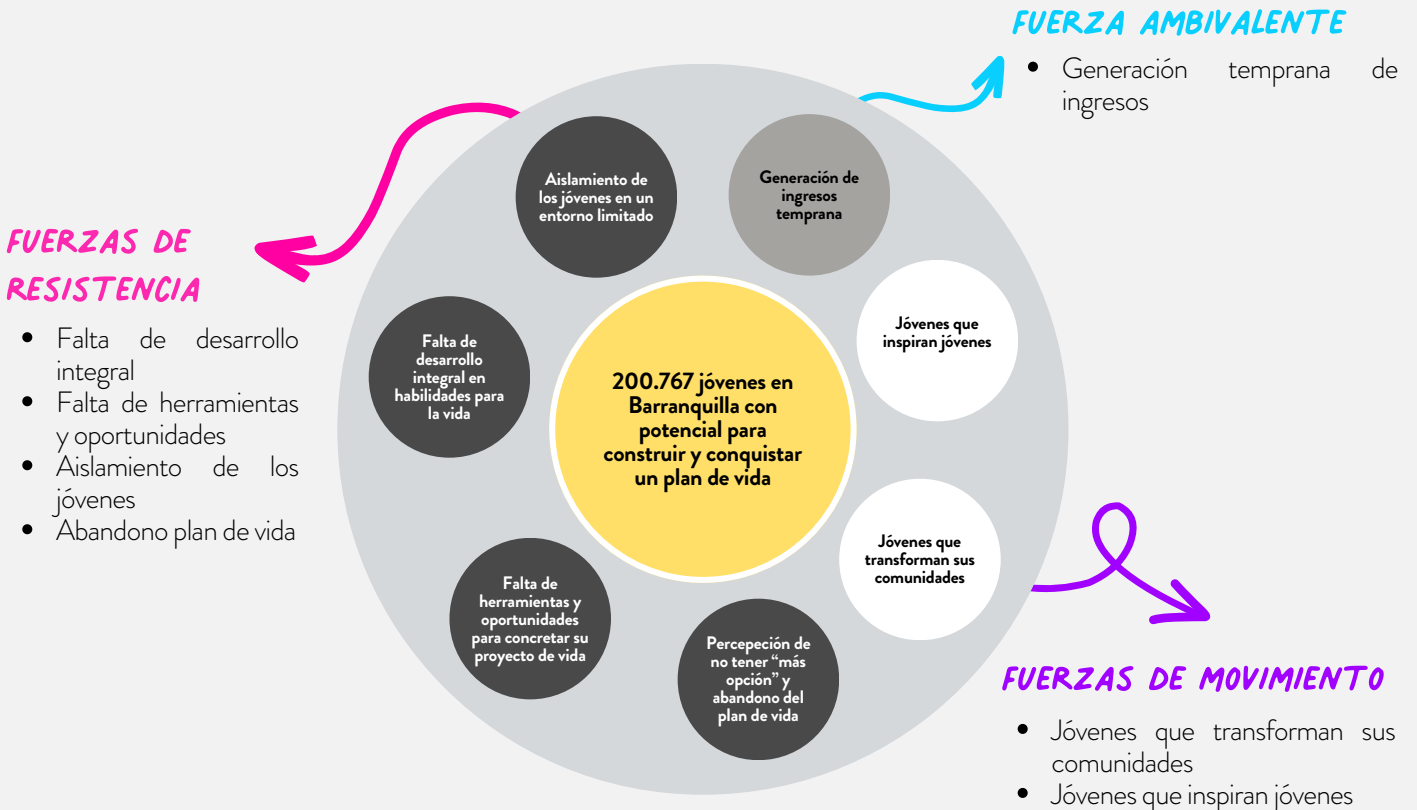 FUERZA AMBIVALENTE
• Generación temprana de
ingresos
FUERZAS DE
RESISTENCIA
• Falta de desarrollo
integral
• Falta de herramientas
y oportunidades
• Aislamiento de los
jóvenes
• Abandono plan de vida
Aislamiento de
los jóvenes en un
entorno limitado
Generación de
ingresos
temprana
Jóvenes que
inspiran jóvenes
Falta de
desarrollo
integral en
habilidades para
la vida
200.767 jóvenes en
Barranquilla con
potencial para
construir y conquistar
un plan de vida
Jóvenes que
transforman sus
comunidades
Falta de
herramientas y
oportunidades
para concretar su
proyecto de vida
Percepeción de
no tener “más
opción” y
abandono del
plan de vida
FUERZAS DE MOVIMIENTO
• Jóvenes que transforman sus
comunidades
• Jóvenes que inspiran jóvenes